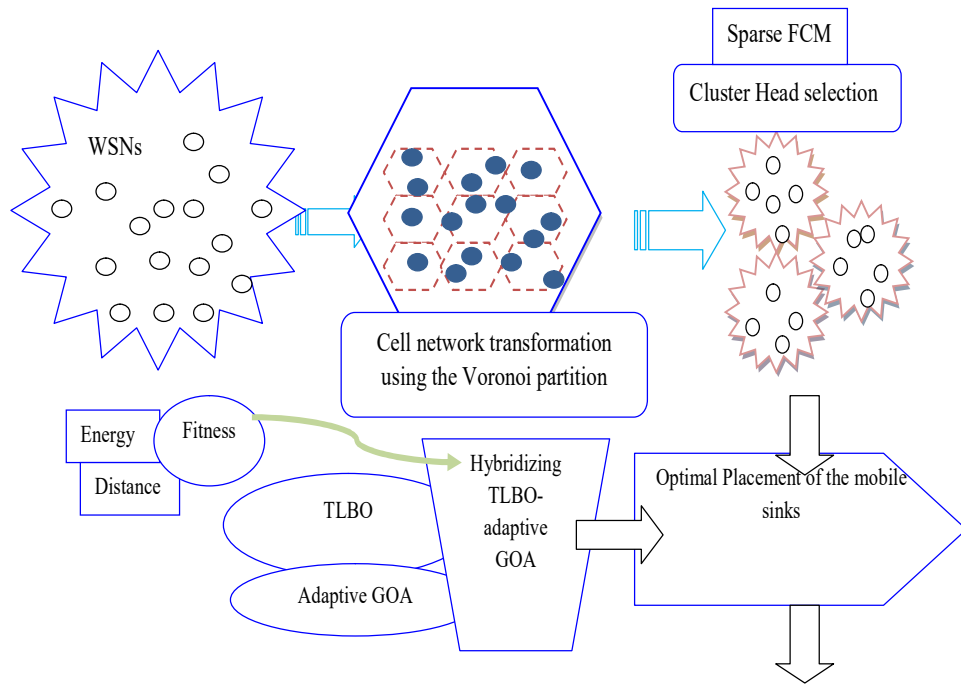 Sparse FCM
Cluster Head selection
WSNs
Cell network transformation
using the Voronoi partition
Energy
Fitness
Distance
TLBO
Adaptive GOA
Hybridizing
TLBO-
adaptive
GOA
Optimal Placement of the mobile
sinks